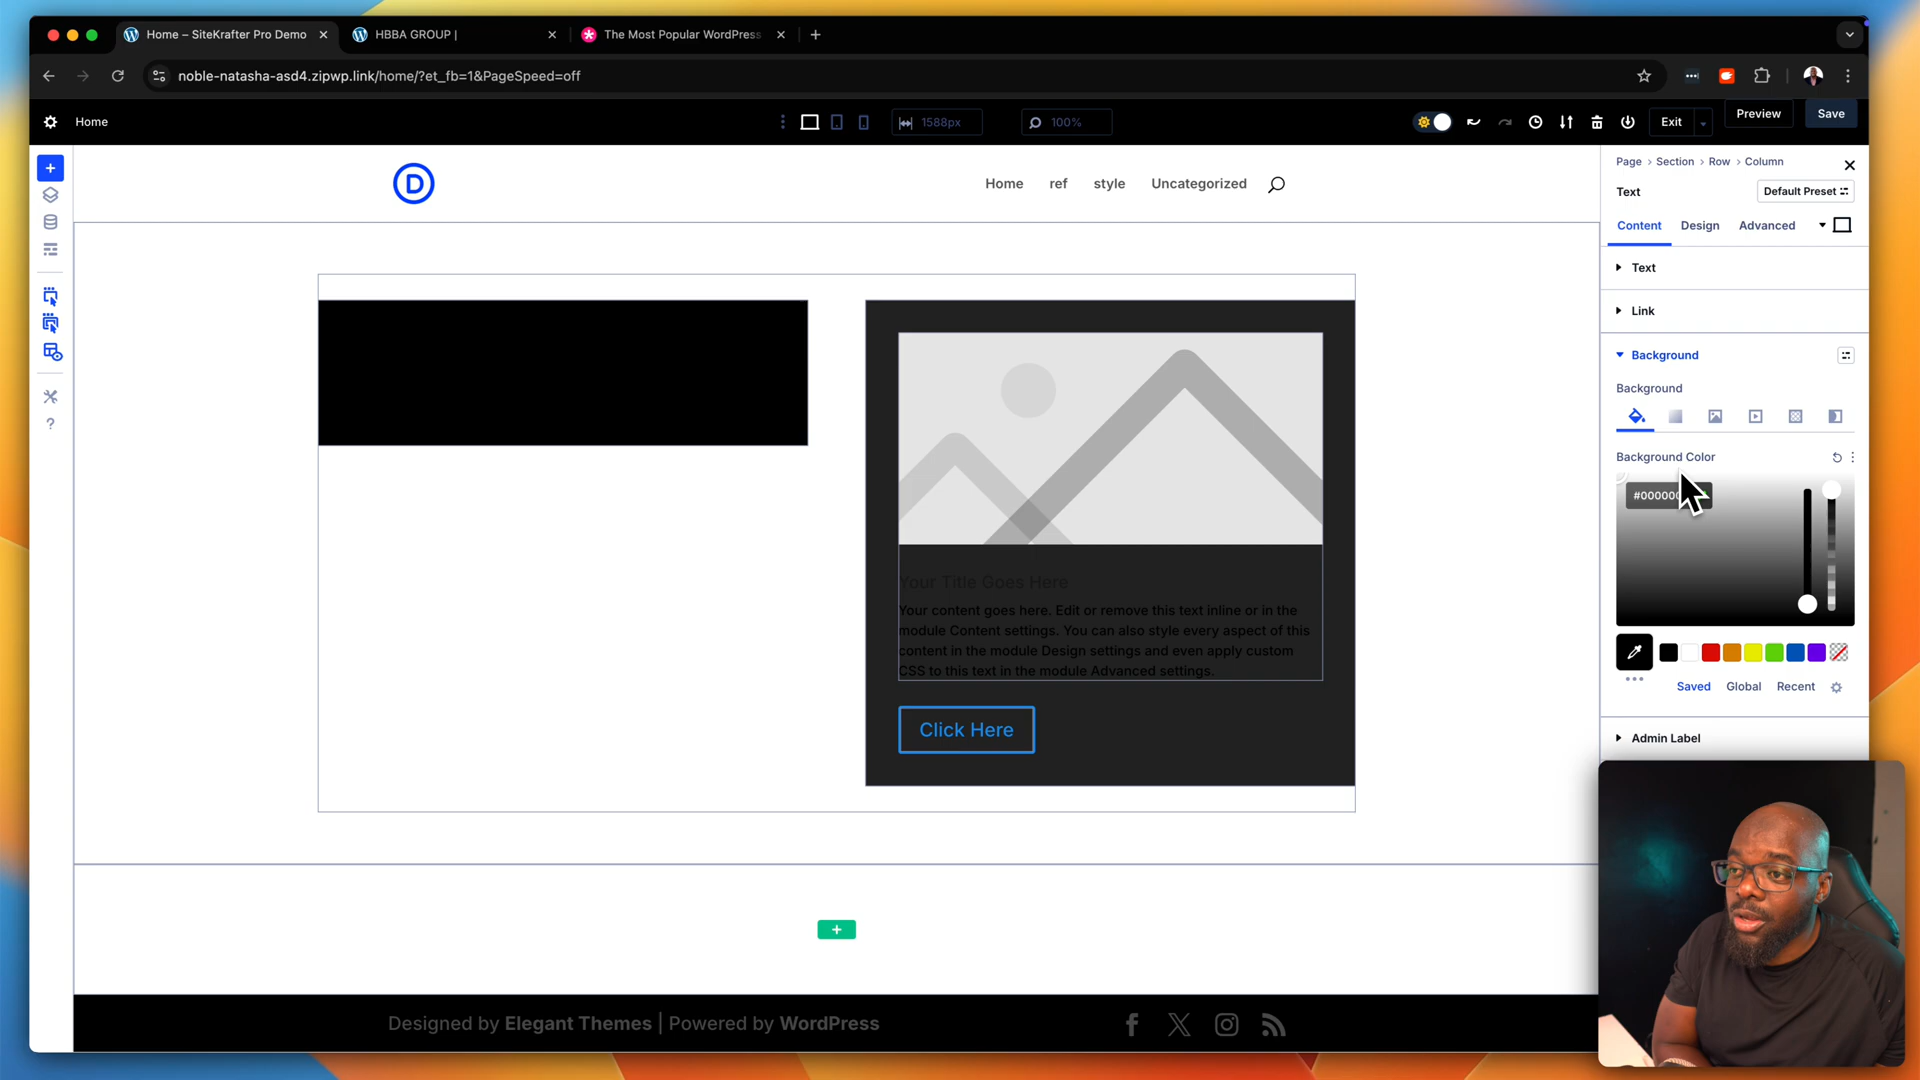 Home – SiteKrafter Pro Demo
HBBA GROUP |
The Most Popular WordPress
noble-natasha-asd4.zipwp.link/home/?et_fb=1&PageSpeed=off
Home
1588px
100%
Exit
Preview
Save
D
Home
ref
style
Uncategorized
Page > Section > Row > Column
Text
Default Preset
Content
Design
Advanced
Text
Link
Background
Background
Background Color
#000000
Saved
Global
Recent
Admin Label
Your Title Goes Here
Your content goes here. Edit or remove this text inline or in the
module Content settings. You can also style every aspect of this
content in the module Design settings and even apply custom
CSS to this text in the module Advanced settings.
Click Here
Designed by Elegant Themes | Powered by WordPress